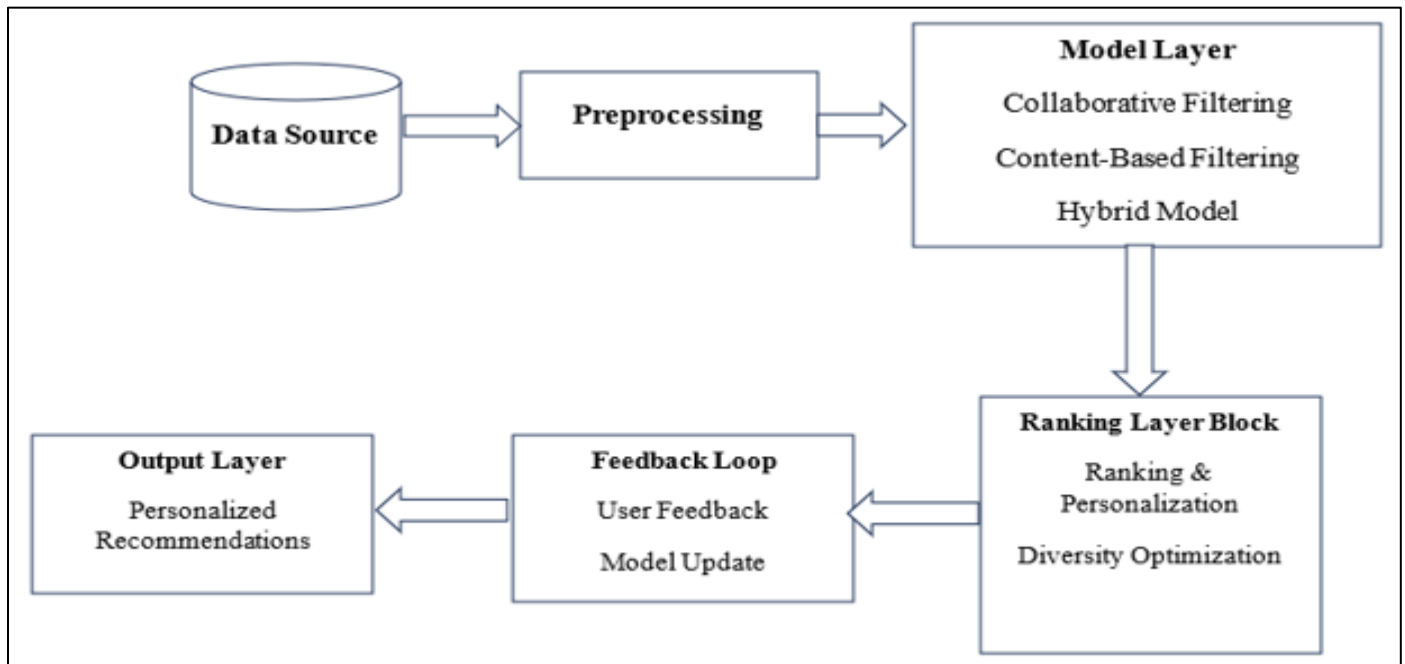 Data Source
Preprocessing
Model Layer
Collaborative Filtering
Content-Based Filtering
Hybrid Model
Ranking Layer Block
Ranking &
Personalization
Diversity Optimization
Feedback Loop
User Feedback
Model Update
Output Layer
Personalized
Recommendations